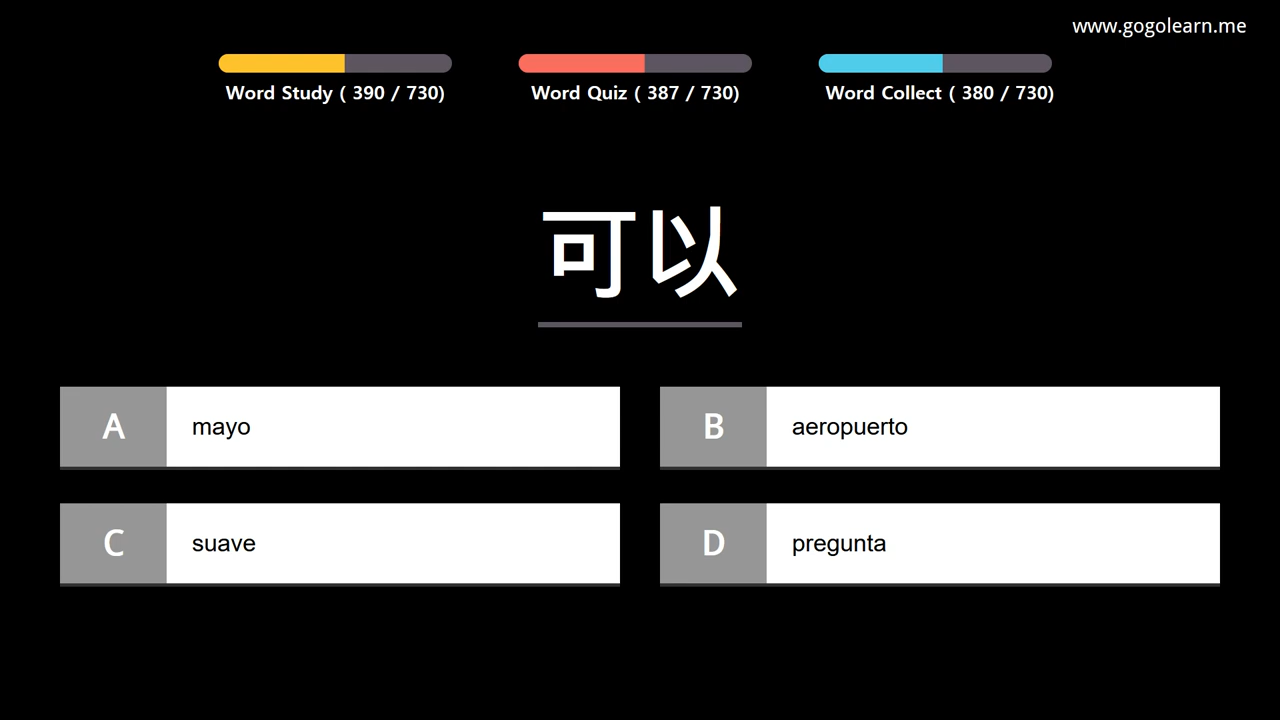 www.gogolearn.me
Word Study ( 390 / 730)
Word Quiz ( 387 / 730)
Word Collect ( 380 / 730)
可以
A mayo
B aeropuerto
C suave
D pregunta